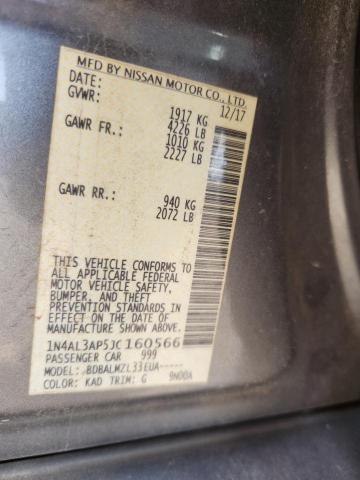 MFD BY NISSAN MOTOR CO., LTD.
DATE: 12/17
GVWR: 1917 KG
4226 LB
GAWR FR: 1010 KG
2227 LB
GAWR RR: 940 KG
2072 LB
THIS VEHICLE CONFORMS TO
ALL APPLICABLE FEDERAL
MOTOR VEHICLE SAFETY,
BUMPER, AND THEFT
PREVENTION STANDARDS
IN EFFECT ON THE DATE OF
MANUFACTURE SHOWN ABOVE.
1N4AL3AP5JC160566
PASSENGER CAR 999
MODEL: BDBALMZL33EUA-----
COLOR: KAD TRIM: G 9N00A